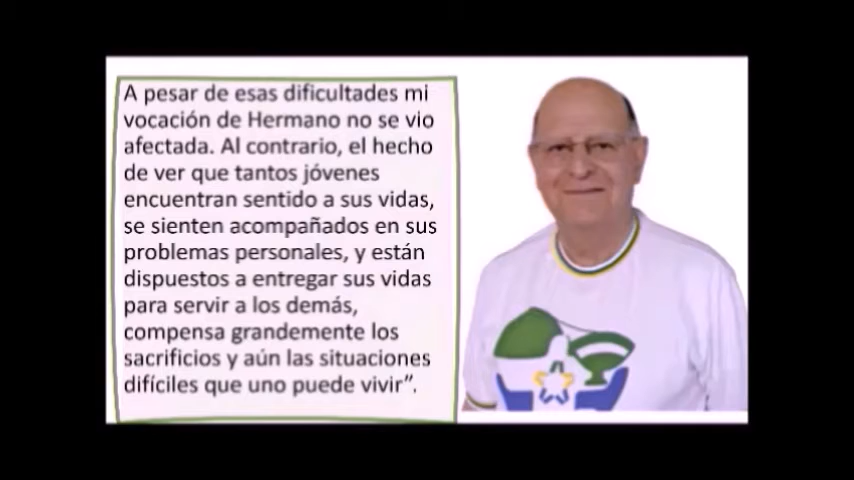 A pesar de esas dificultades mi
vocación de Hermano no se vio
afectada. Al contrario, el hecho
de ver que tantos jóvenes
encuentran sentido a sus vidas,
se sienten acompañados en sus
problemas personales, y están
dispuestos a entregar sus vidas
para servir a los demás,
compensa grandemente los
sacrificios y aún las situaciones
difíciles que uno puede vivir”.